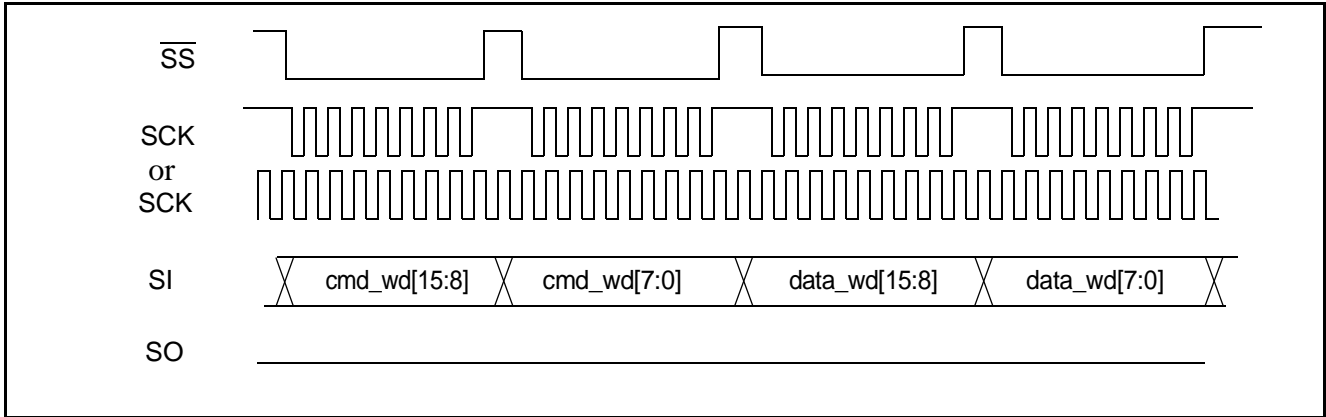 SS
SCK
or
SCK
SI cmd_wd[15:8] cmd_wd[7:0] data_wd[15:8] data_wd[7:0]
SO